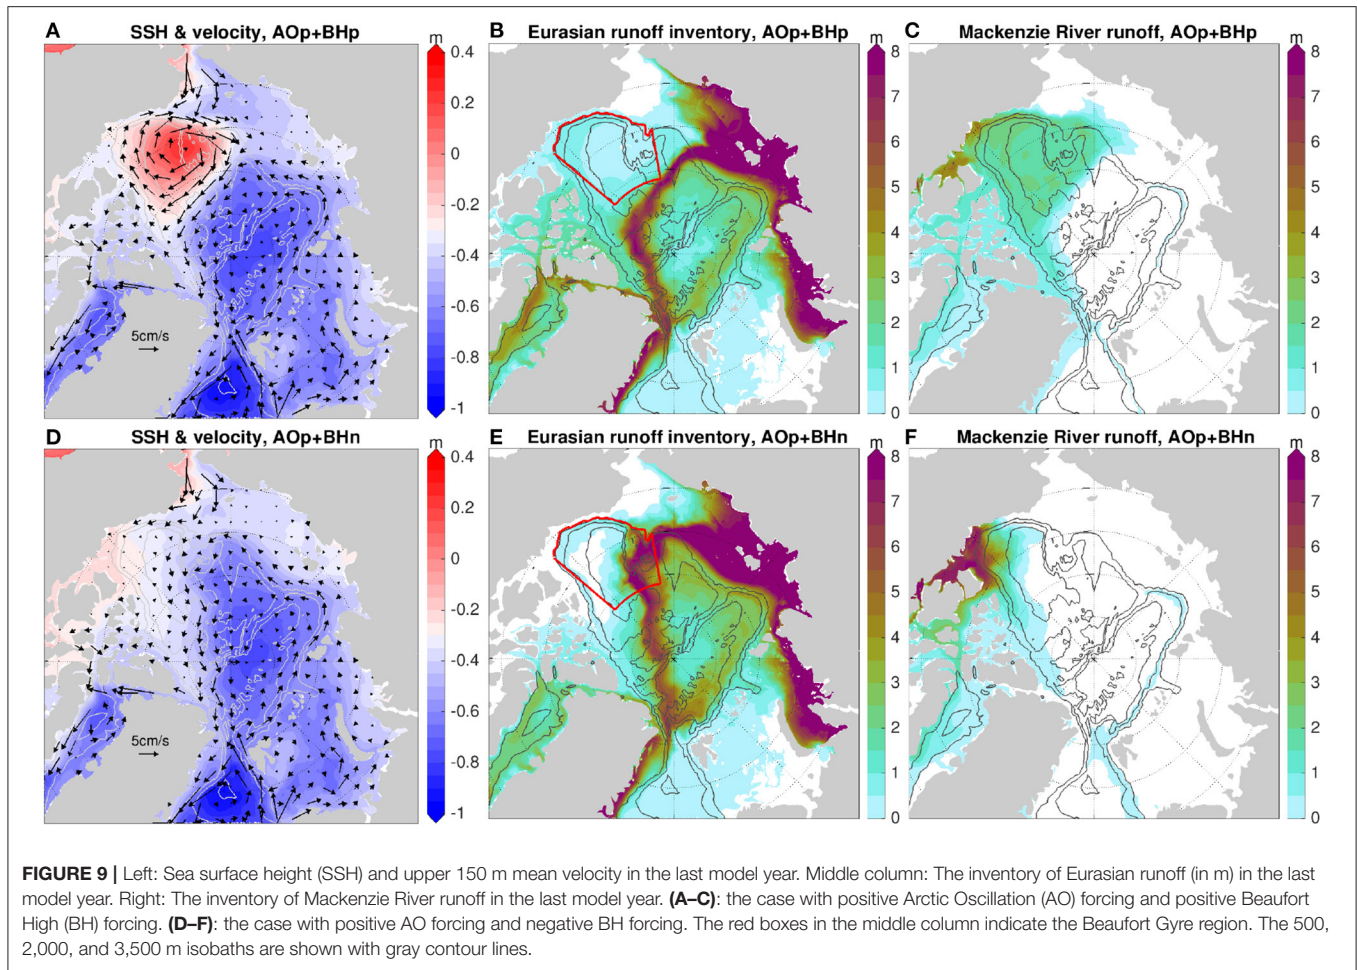 A SSH & velocity, AOp+BHp
m
0.4
0.2
0
-0.2
-0.4
-0.6
-0.8
-1
5cm/s
B Eurasian runoff inventory, AOp+BHp
m
8
7
6
5
4
3
2
1
0
C Mackenzie River runoff, AOp+BHp
m
8
7
6
5
4
3
2
1
0
D SSH & velocity, AOp+BHn
m
0.4
0.2
0
-0.2
-0.4
-0.6
-0.8
-1
5cm/s
E Eurasian runoff inventory, AOp+BHn
m
8
7
6
5
4
3
2
1
0
F Mackenzie River runoff, AOp+BHn
m
8
7
6
5
4
3
2
1
0
FIGURE 9 | Left: Sea surface height (SSH) and upper 150 m mean velocity in the last model year. Middle column: The inventory of Eurasian runoff (in m) in the last
model year. Right: The inventory of Mackenzie River runoff in the last model year. (A–C): the case with positive Arctic Oscillation (AO) forcing and positive Beaufort
High (BH) forcing. (D–F): the case with positive AO forcing and negative BH forcing. The red boxes in the middle column indicate the Beaufort Gyre region. The 500,
2,000, and 3,500 m isobaths are shown with gray contour lines.